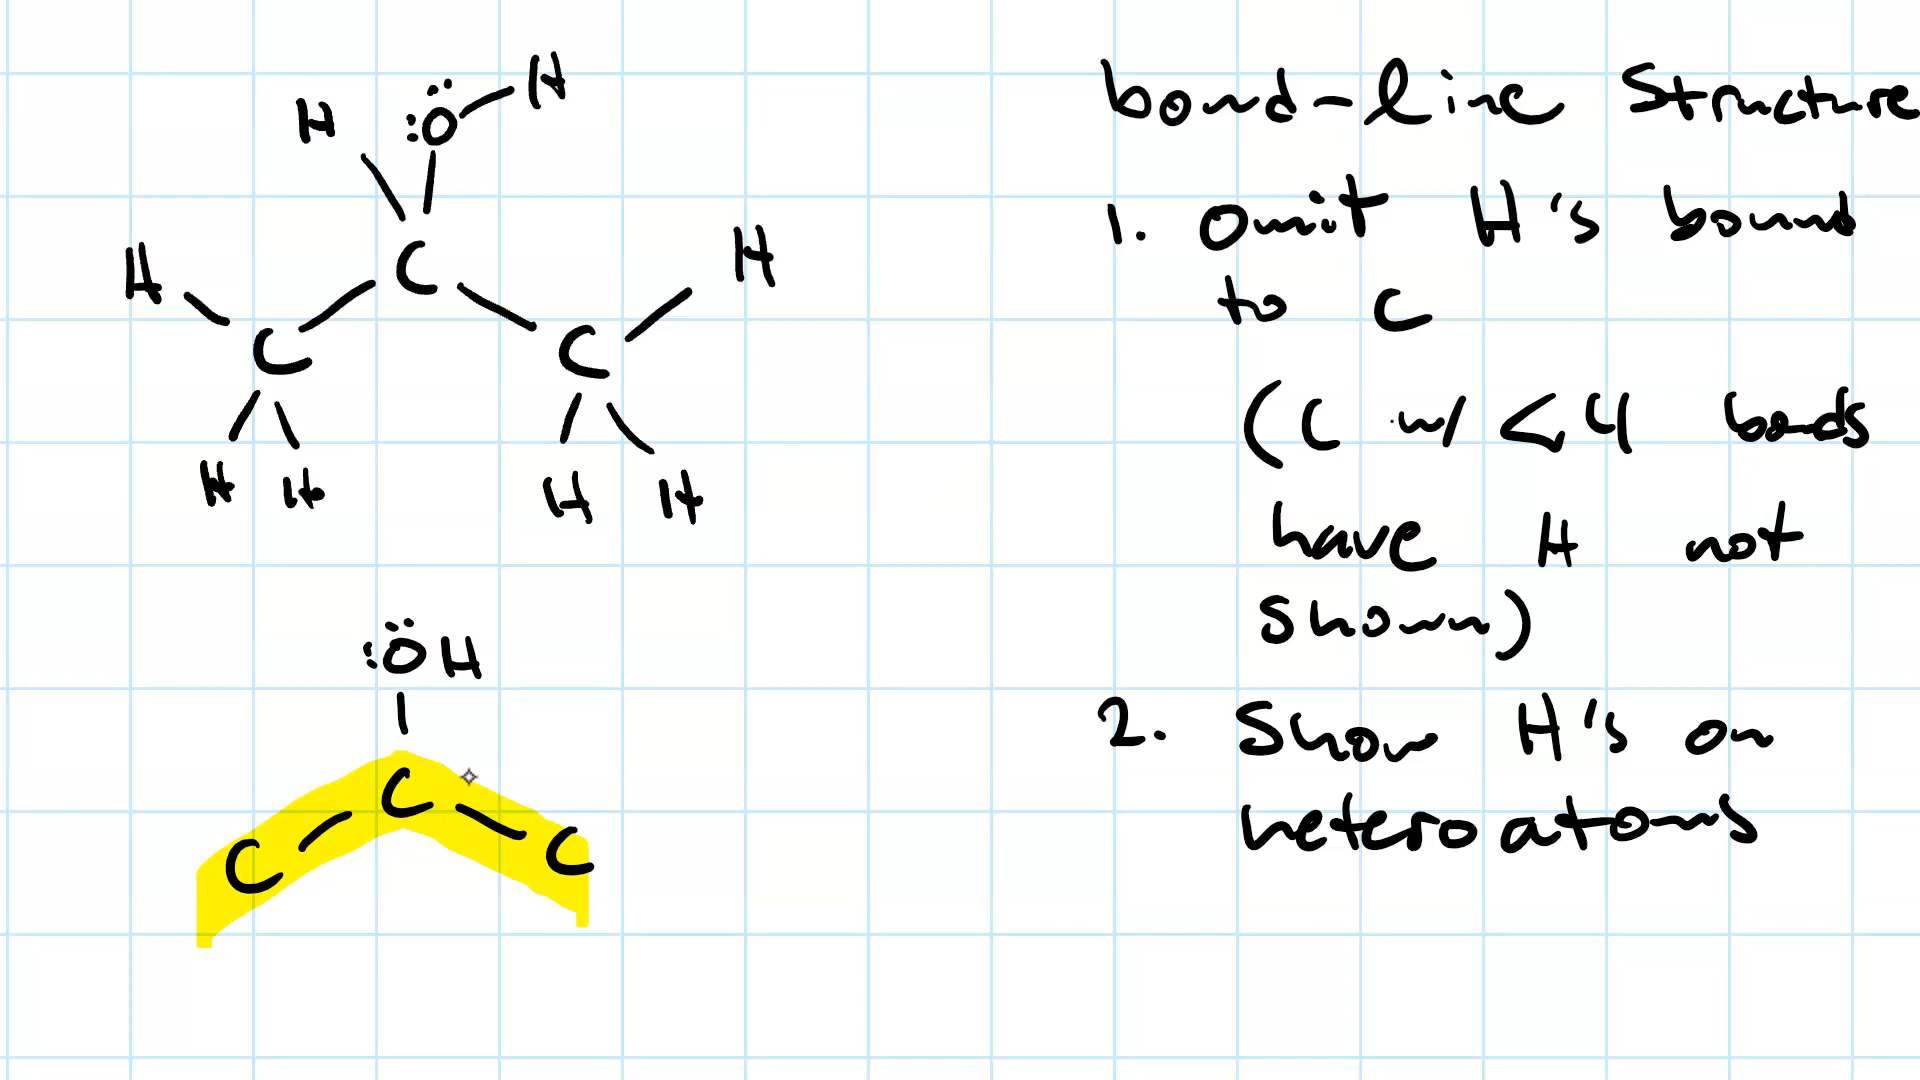 H :Ö H
H C H
C C
H H H H
:ÖH
C
C C
bond-line structure
1. omit H's bound
to C
(C w/ <4 bonds
have H not
shown)
2. Show H's on
heteroatoms